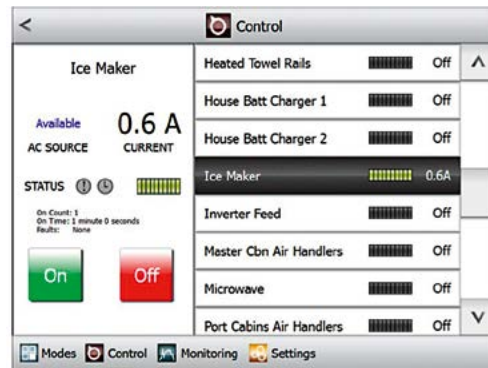 <
Control
Ice Maker
Available
AC SOURCE
0.6 A
CURRENT
STATUS
On Count: 1
On Time: 1 minute 0 seconds
Faults: None
On
Off
Heated Towel Rails Off
House Batt Charger 1 Off
House Batt Charger 2 Off
Ice Maker 0.6A
Inverter Feed Off
Master Cbn Air Handlers Off
Microwave Off
Port Cabins Air Handlers Off
Modes Control Monitoring Settings